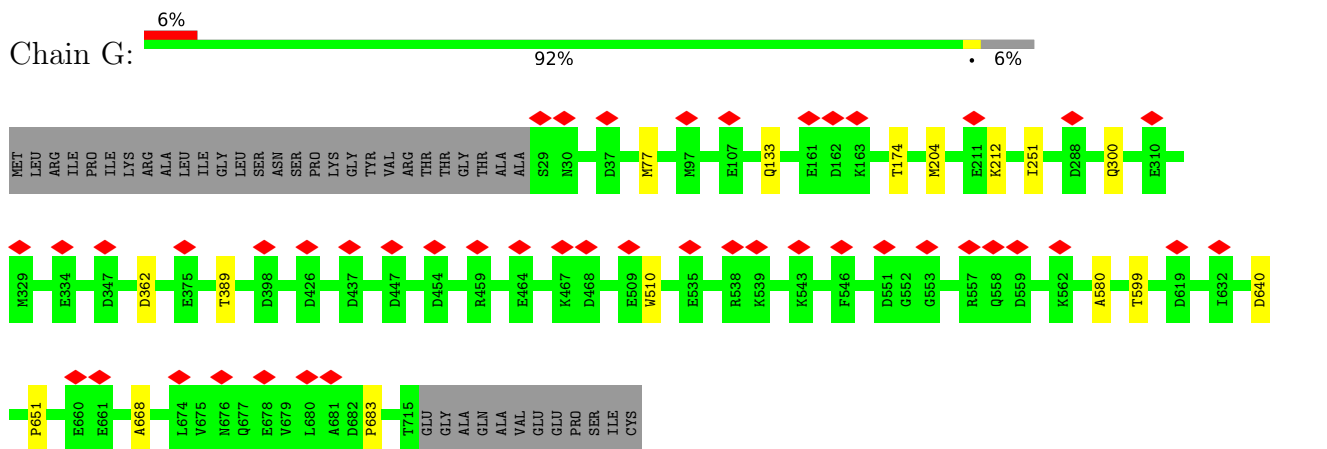 6%
Chain G:
92%
•
6%
MET LEU ARG ILE PRO ILE LYS ARG ALA LEU ILE GLY LEU SER ASN SER PRO LYS GLY TYR VAL ARG THR THR GLY THR ALA ALA S29 N30 D37 M77 M97 E107 Q133 E161 D162 K163 T174 M204 E211 K212 I251 D288 Q300 E310
M329 E334 D347 D362 E375 T389 D398 D426 D437 D447 D454 R459 E464 K467 D468 E509 W510 E535 R538 K539 K543 F546 D551 G552 G553 R557 Q558 D559 K562 A580 T599 D619 I632 D640
P651 E660 E661 A668 L674 V675 N676 Q677 E678 V679 L680 A681 D682 P683 T715 GLU GLY ALA GLN ALA VAL GLU GLU PRO SER ILE CYS